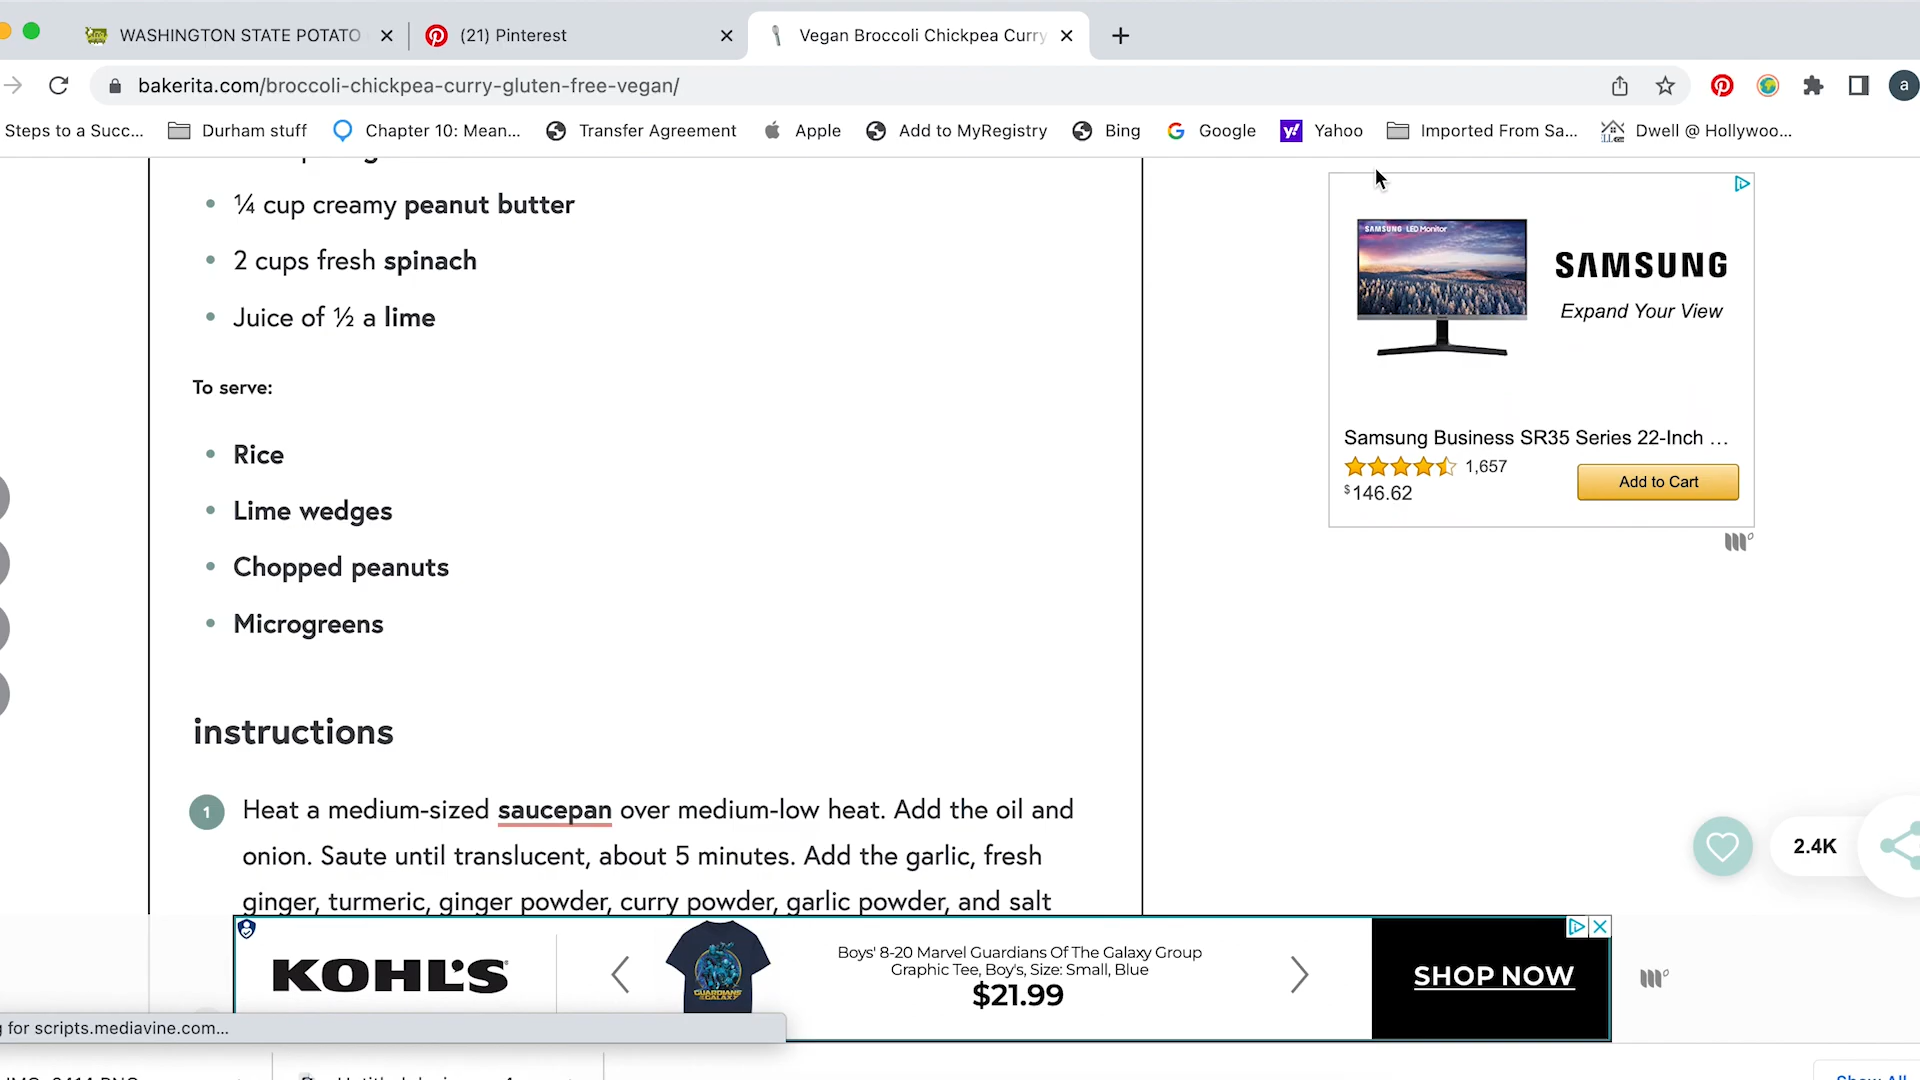 WASHINGTON STATE POTATO
(21) Pinterest
Vegan Broccoli Chickpea Curry
bakerita.com/broccoli-chickpea-curry-gluten-free-vegan/
a
Steps to a Succ...
Durham stuff
Chapter 10: Mean...
Transfer Agreement
Apple
Add to MyRegistry
Bing
Google
Yahoo
Imported From Sa...
Dwell @ Hollywoo...
¼ cup creamy peanut butter
2 cups fresh spinach
Juice of ½ a lime
To serve:
Rice
Lime wedges
Chopped peanuts
Microgreens
instructions
1 Heat a medium-sized saucepan over medium-low heat. Add the oil and
onion. Saute until translucent, about 5 minutes. Add the garlic, fresh
ginger, turmeric, ginger powder, curry powder, garlic powder, and salt
SAMSUNG LED Monitor
SAMSUNG
Expand Your View
Samsung Business SR35 Series 22-Inch ...
1,657
$146.62
Add to Cart
2.4K
KOHL'S
GUARDIANS
OF THE GALAXY
Boys' 8-20 Marvel Guardians Of The Galaxy Group
Graphic Tee, Boy's, Size: Small, Blue
$21.99
SHOP NOW
g for scripts.mediavine.com...